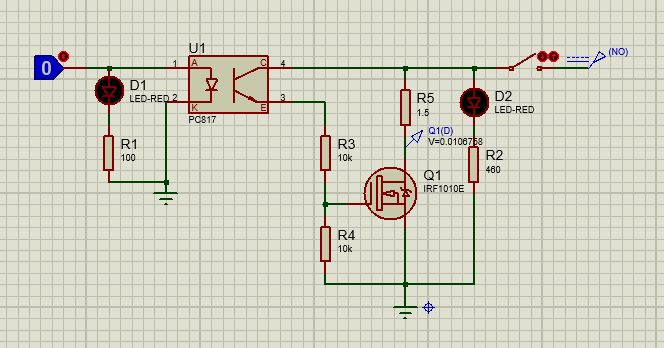 0
U1
1
A
C
4
2
K
E
3
PC817
D1
LED-RED
R1
100
R3
10k
R4
10k
R5
1.5
Q1(D)
V=0.0106768
Q1
IRF1010E
D2
LED-RED
R2
460
(NO)